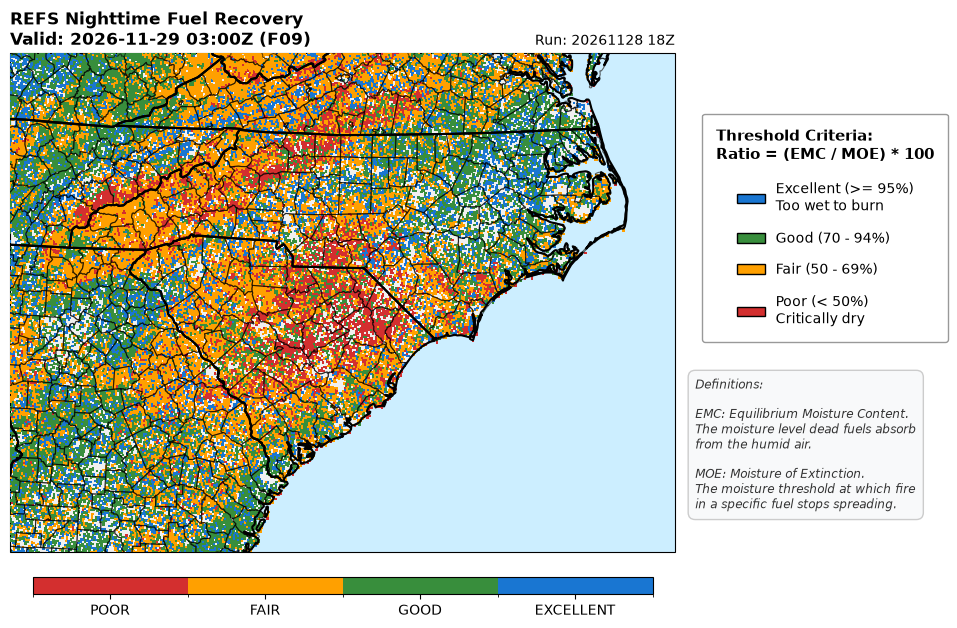 REFS Nighttime Fuel Recovery
Valid: 2026-11-29 03:00Z (F09)
Run: 20261128 18Z
Threshold Criteria:
Ratio = (EMC / MOE) * 100
Excellent (>= 95%)
Too wet to burn
Good (70 - 94%)
Fair (50 - 69%)
Poor (< 50%)
Critically dry
Definitions:
EMC: Equilibrium Moisture Content.
The moisture level dead fuels absorb
from the humid air.
MOE: Moisture of Extinction.
The moisture threshold at which fire
in a specific fuel stops spreading.
POOR FAIR GOOD EXCELLENT